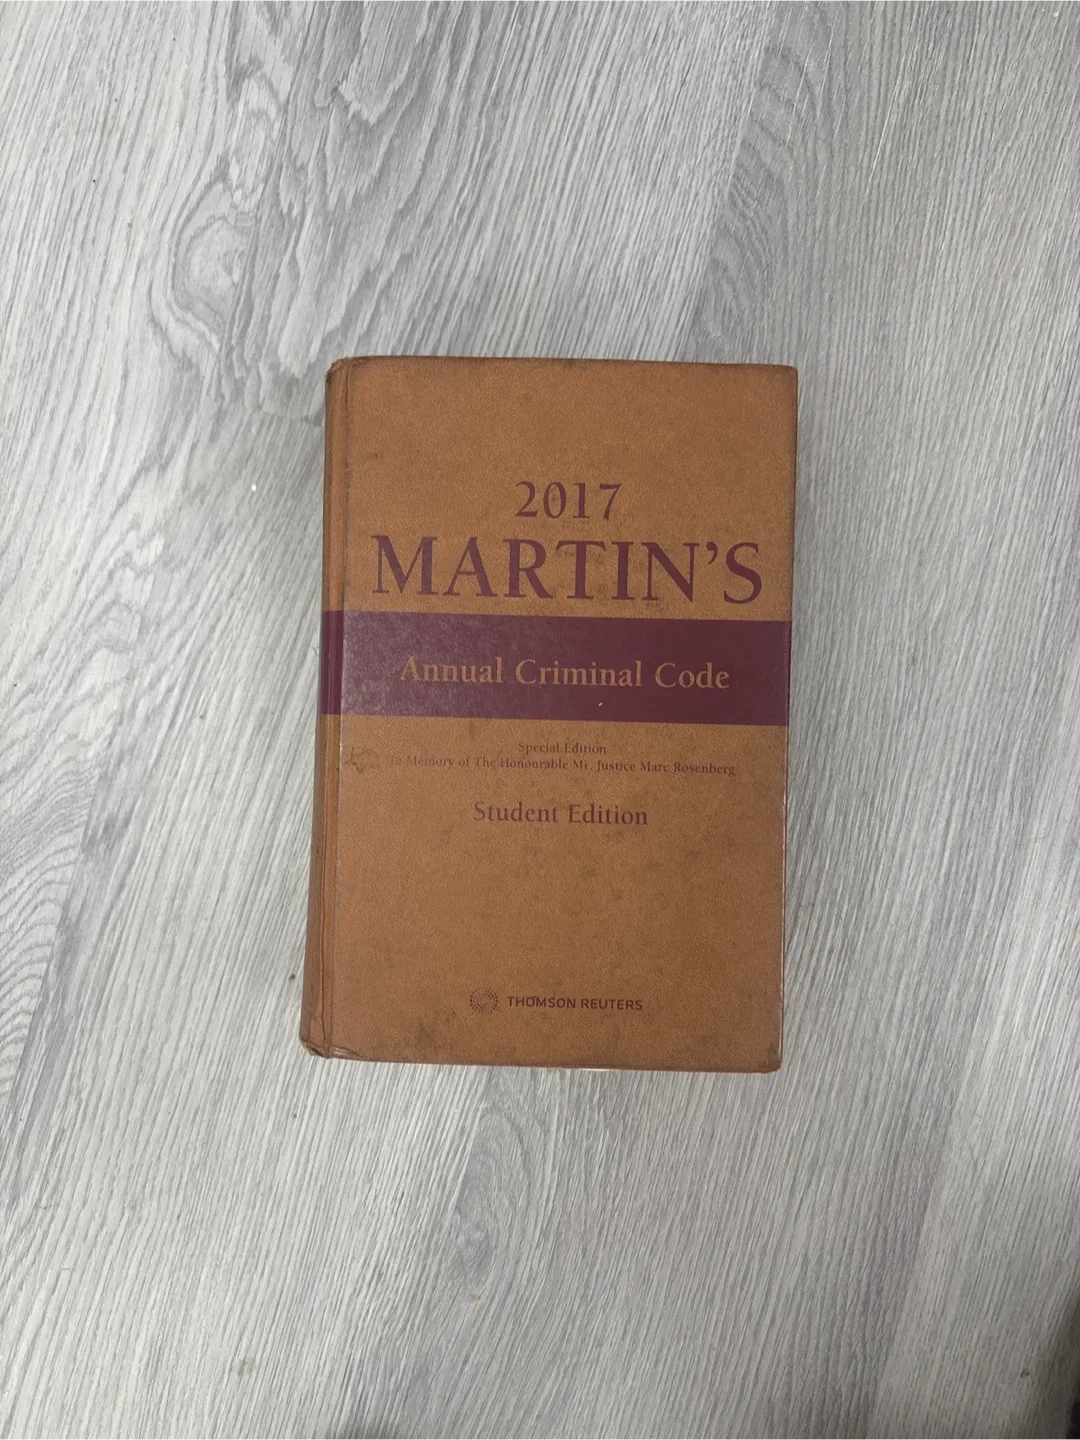 2017
MARTIN'S
Annual Criminal Code
Special Edition
In Memory of The Honourable Mr. Justice Marc Rosenberg
Student Edition
THOMSON REUTERS